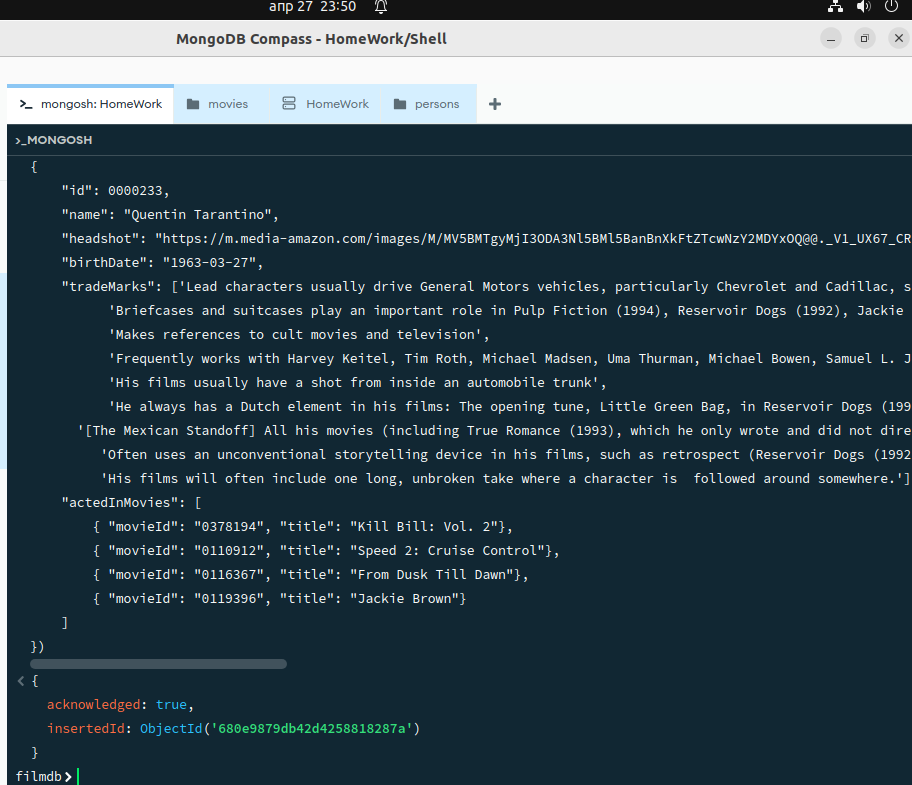 апр 27 23:50
MongoDB Compass - HomeWork/Shell
>_ mongosh: HomeWork movies HomeWork persons +
>_MONGOSH
{
"id": 0000233,
"name": "Quentin Tarantino",
"headshot": "https://m.media-amazon.com/images/M/MV5BMTgyMjI3ODA3Nl5BMl5BanBnXkFtZTcwNzY2MDYxOQ@@._V1_UX67_CR
"birthDate": "1963-03-27",
"tradeMarks": ['Lead characters usually drive General Motors vehicles, particularly Chevrolet and Cadillac, s
'Briefcases and suitcases play an important role in Pulp Fiction (1994), Reservoir Dogs (1992), Jackie
'Makes references to cult movies and television',
'Frequently works with Harvey Keitel, Tim Roth, Michael Madsen, Uma Thurman, Michael Bowen, Samuel L. J
'His films usually have a shot from inside an automobile trunk',
'He always has a Dutch element in his films: The opening tune, Little Green Bag, in Reservoir Dogs (199
'[The Mexican Standoff] All his movies (including True Romance (1993), which he only wrote and did not dire
'Often uses an unconventional storytelling device in his films, such as retrospect (Reservoir Dogs (1992
'His films will often include one long, unbroken take where a character is  followed around somewhere.']
"actedInMovies": [
{ "movieId": "0378194", "title": "Kill Bill: Vol. 2"},
{ "movieId": "0110912", "title": "Speed 2: Cruise Control"},
{ "movieId": "0116367", "title": "From Dusk Till Dawn"},
{ "movieId": "0119396", "title": "Jackie Brown"}
]
})
< {
acknowledged: true,
insertedId: ObjectId('680e9879db42d4258818287a')
}
filmdb>